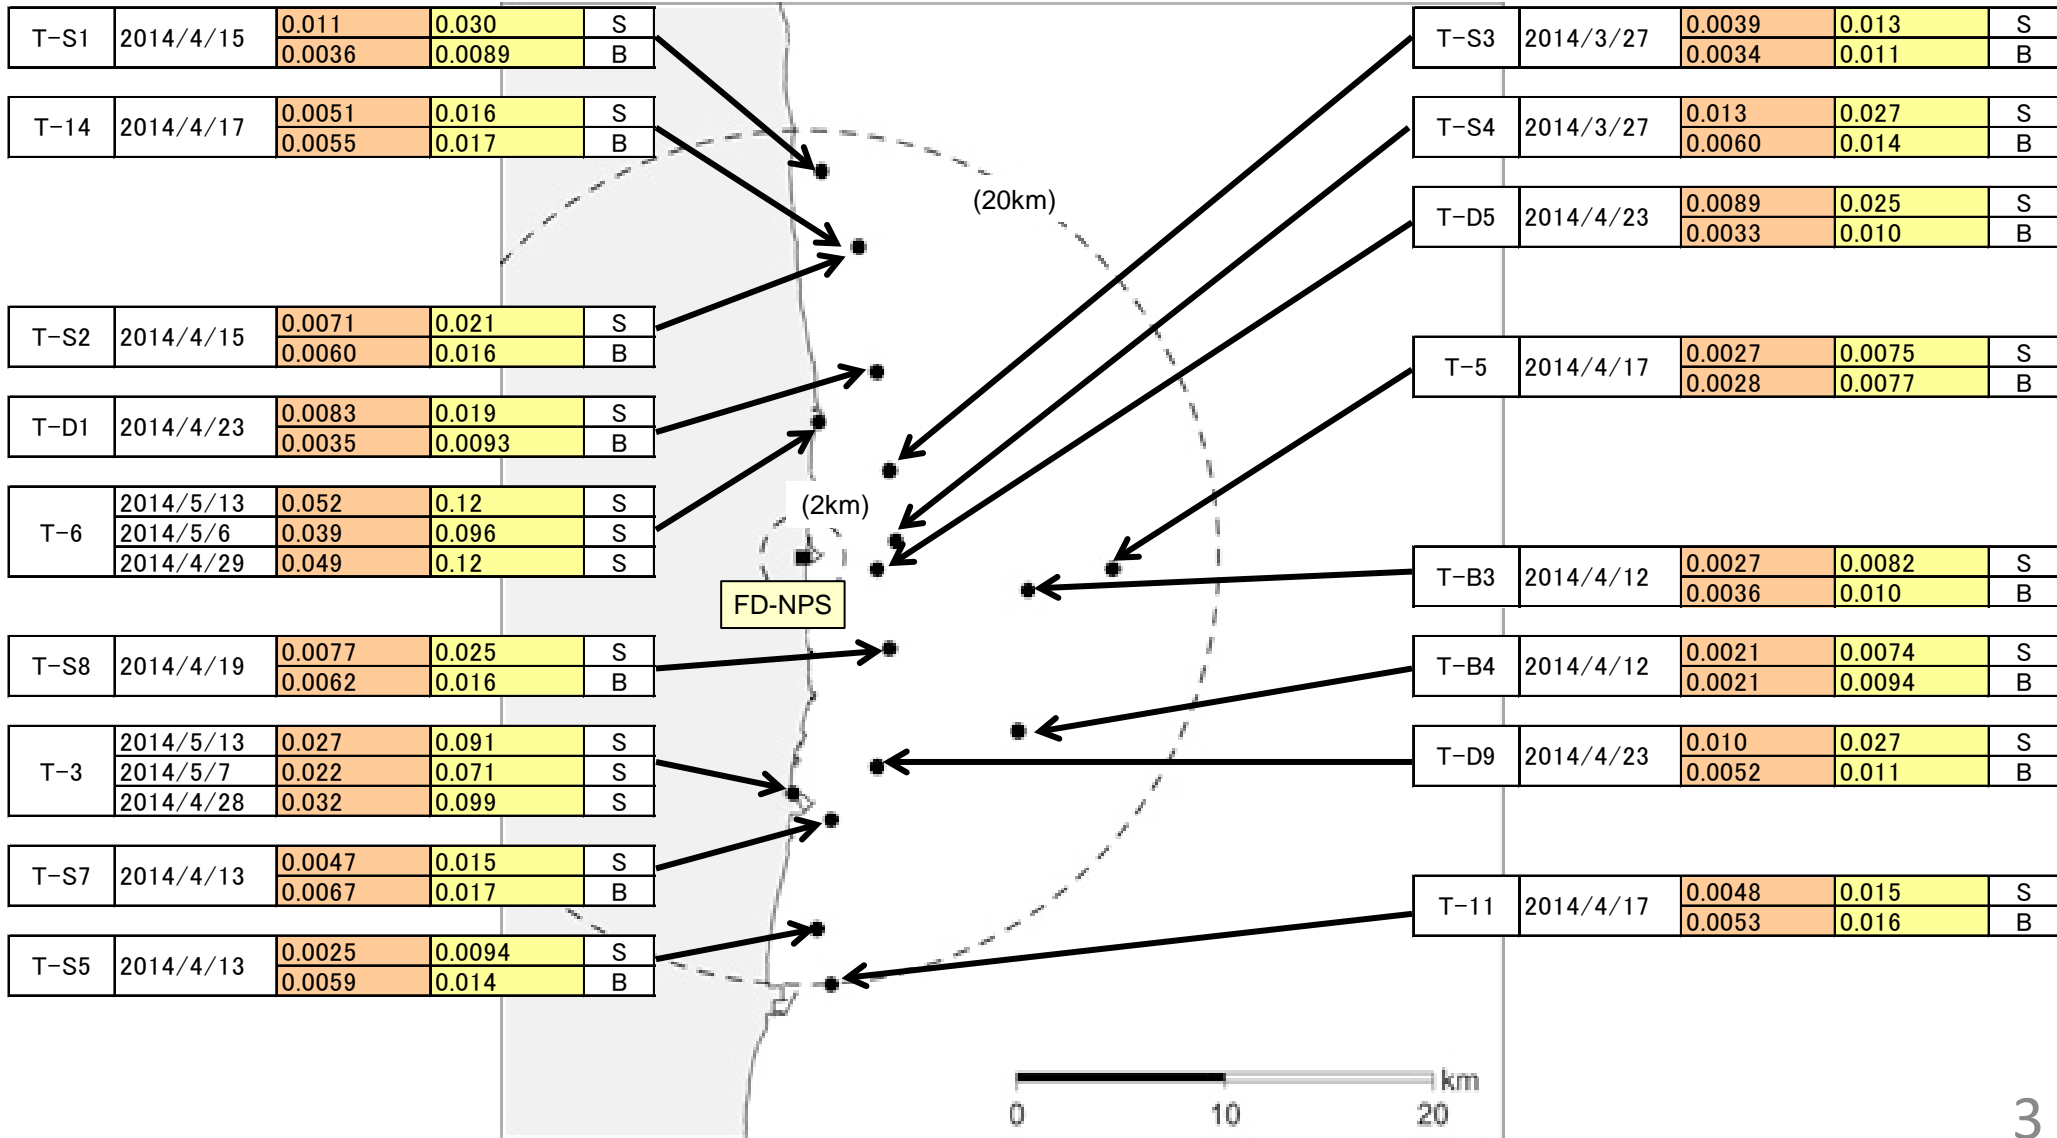 T-S1 2014/4/15 0.011 0.030 S
0.0036 0.0089 B
T-14 2014/4/17 0.0051 0.016 S
0.0055 0.017 B
T-S2 2014/4/15 0.0071 0.021 S
0.0060 0.016 B
T-D1 2014/4/23 0.0083 0.019 S
0.0035 0.0093 B
T-6 2014/5/13 0.052 0.12 S
2014/5/6 0.039 0.096 S
2014/4/29 0.049 0.12 S
T-S8 2014/4/19 0.0077 0.025 S
0.0062 0.016 B
T-3 2014/5/13 0.027 0.091 S
2014/5/7 0.022 0.071 S
2014/4/28 0.032 0.099 S
T-S7 2014/4/13 0.0047 0.015 S
0.0067 0.017 B
T-S5 2014/4/13 0.0025 0.0094 S
0.0059 0.014 B
(20km)
(2km)
FD-NPS
T-S3 2014/3/27 0.0039 0.013 S
0.0034 0.011 B
T-S4 2014/3/27 0.013 0.027 S
0.0060 0.014 B
T-D5 2014/4/23 0.0089 0.025 S
0.0033 0.010 B
T-5 2014/4/17 0.0027 0.0075 S
0.0028 0.0077 B
T-B3 2014/4/12 0.0027 0.0082 S
0.0036 0.010 B
T-B4 2014/4/12 0.0021 0.0074 S
0.0021 0.0094 B
T-D9 2014/4/23 0.010 0.027 S
0.0052 0.011 B
T-11 2014/4/17 0.0048 0.015 S
0.0053 0.016 B
km
0 10 20
3